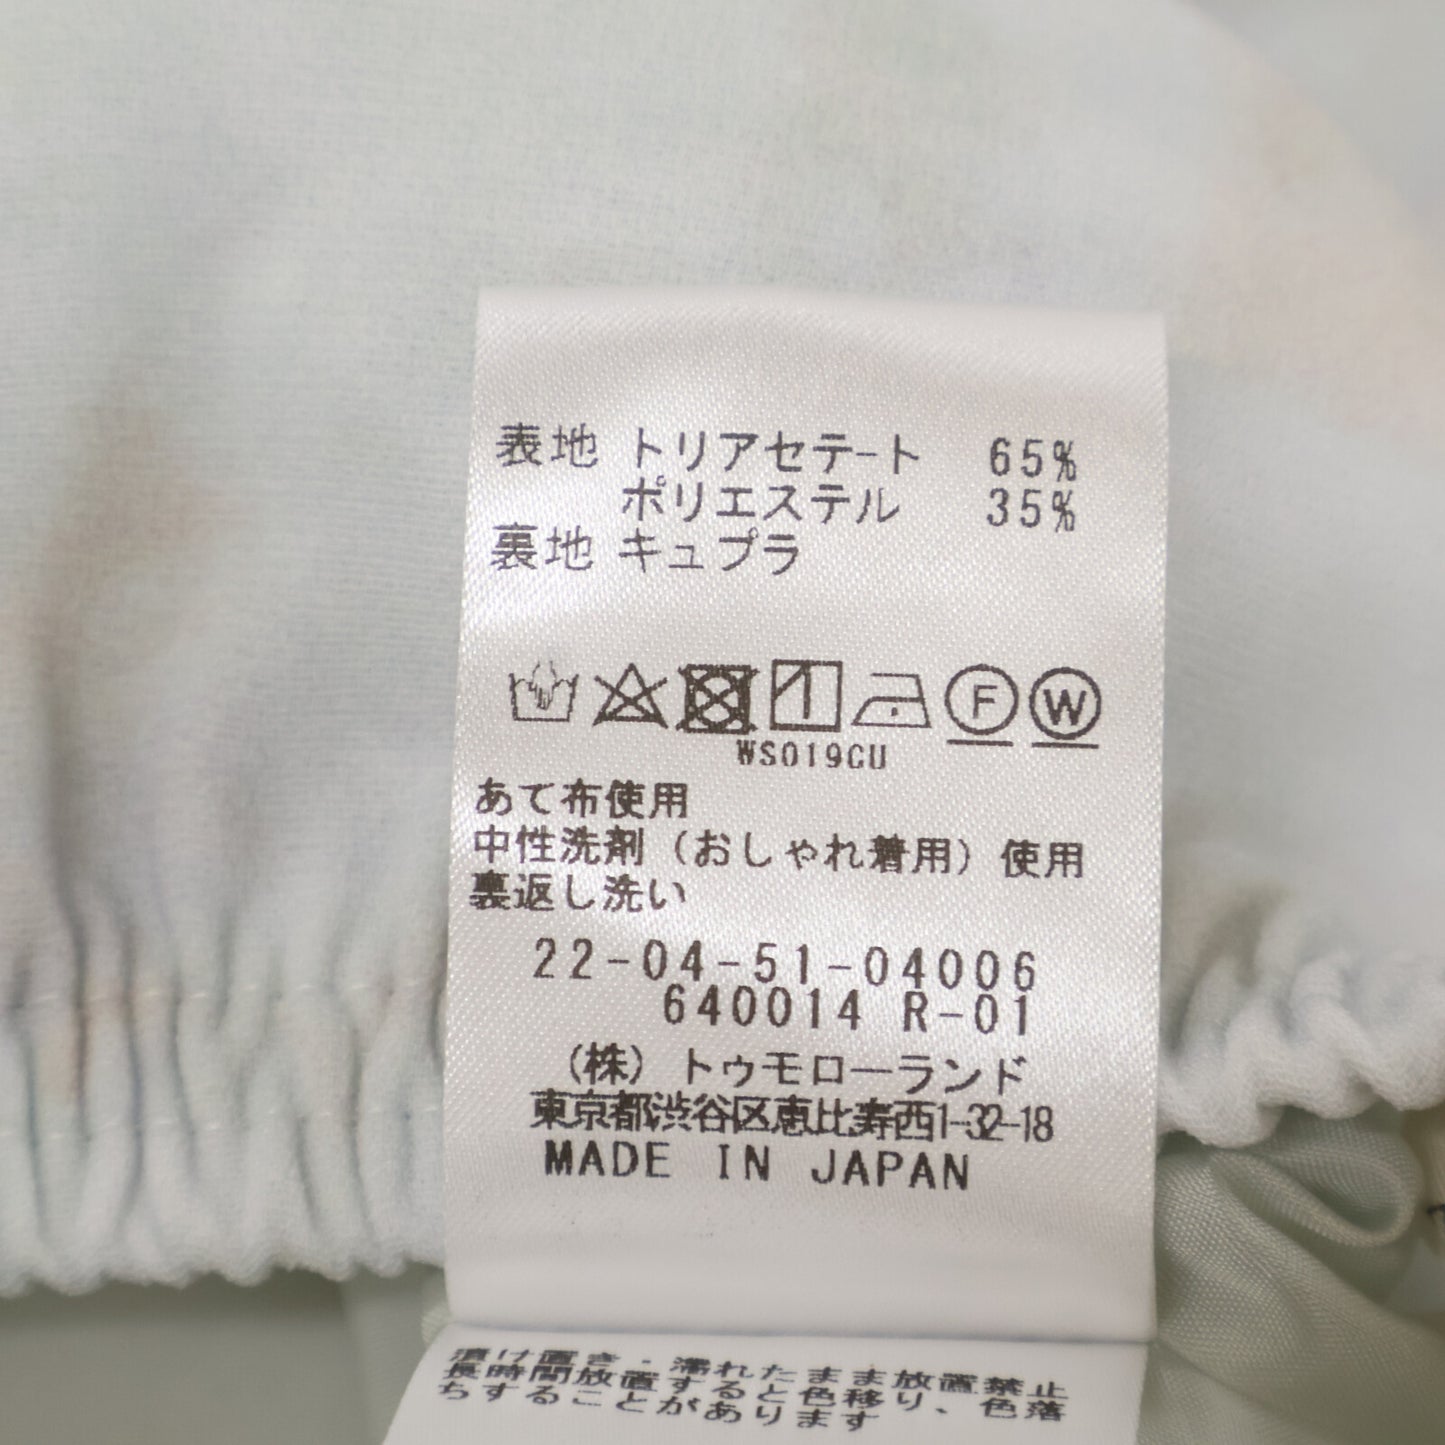 表地 トリアセテート 65%
ポリエステル 35%
裏地 キュプラ
F W
WS019CU
あて布使用
中性洗剤（おしゃれ着用）使用
裏返し洗い
22-04-51-04006
640014 R-01
（株）トゥモローランド
東京都渋谷区恵比寿西1-32-18
MADE IN JAPAN
漬け置き・濡れたまま放置禁止
長時間放置すると色移り、色落
ちすることがあります